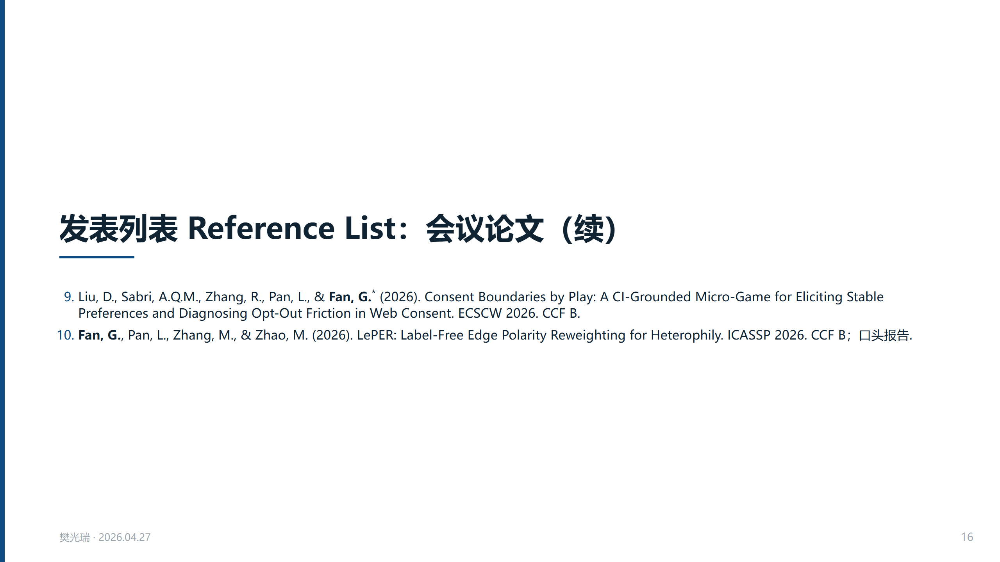 发表列表 Reference List：会议论文（续）
9. Liu, D., Sabri, A.Q.M., Zhang, R., Pan, L., & Fan, G.* (2026). Consent Boundaries by Play: A CI-Grounded Micro-Game for Eliciting Stable
Preferences and Diagnosing Opt-Out Friction in Web Consent. ECSCW 2026. CCF B.
10. Fan, G., Pan, L., Zhang, M., & Zhao, M. (2026). LePER: Label-Free Edge Polarity Reweighting for Heterophily. ICASSP 2026. CCF B；口头报告.
樊光瑞 · 2026.04.27
16